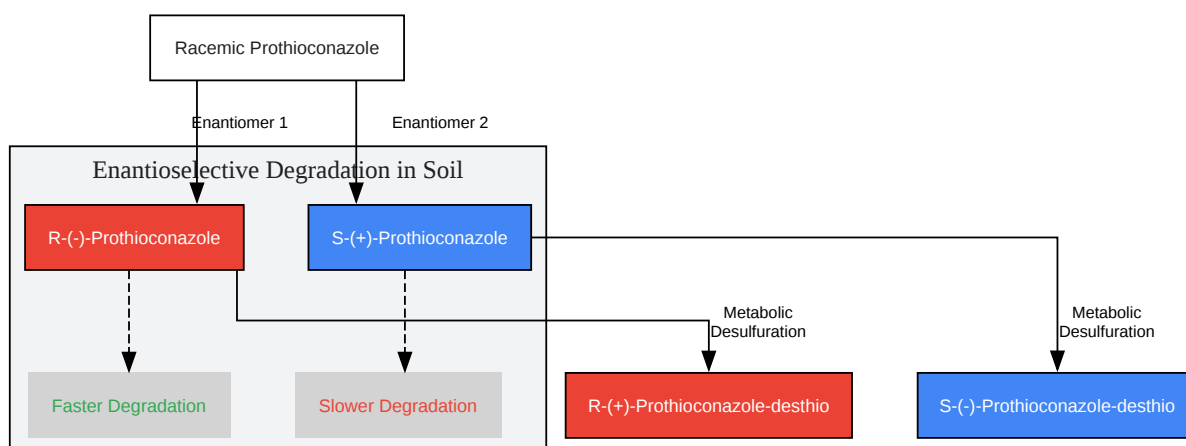 Racemic Prothioconazole
Enantiomer 1
Enantiomer 2
Enantioselective Degradation in Soil
R-(-)-Prothioconazole
S-(+)-Prothioconazole
Metabolic
Desulfuration
Metabolic
Desulfuration
Faster Degradation
Slower Degradation
R-(+)-Prothioconazole-desthio
S-(-)-Prothioconazole-desthio